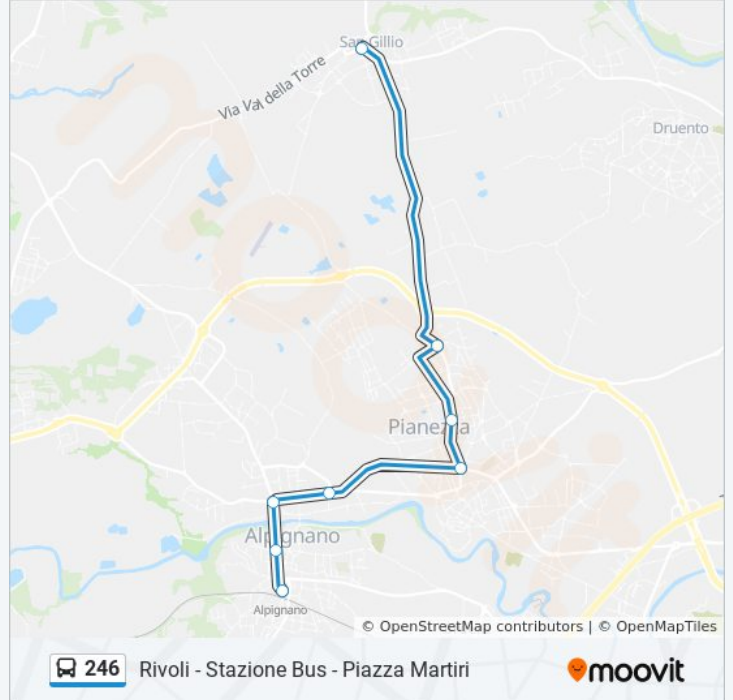 San Gillio
Via Val della Torre
Druento
Pianezza
Alpignano
Alpignano
© OpenStreetMap contributors | © OpenMapTiles
246 Rivoli - Stazione Bus - Piazza Martiri
moovit